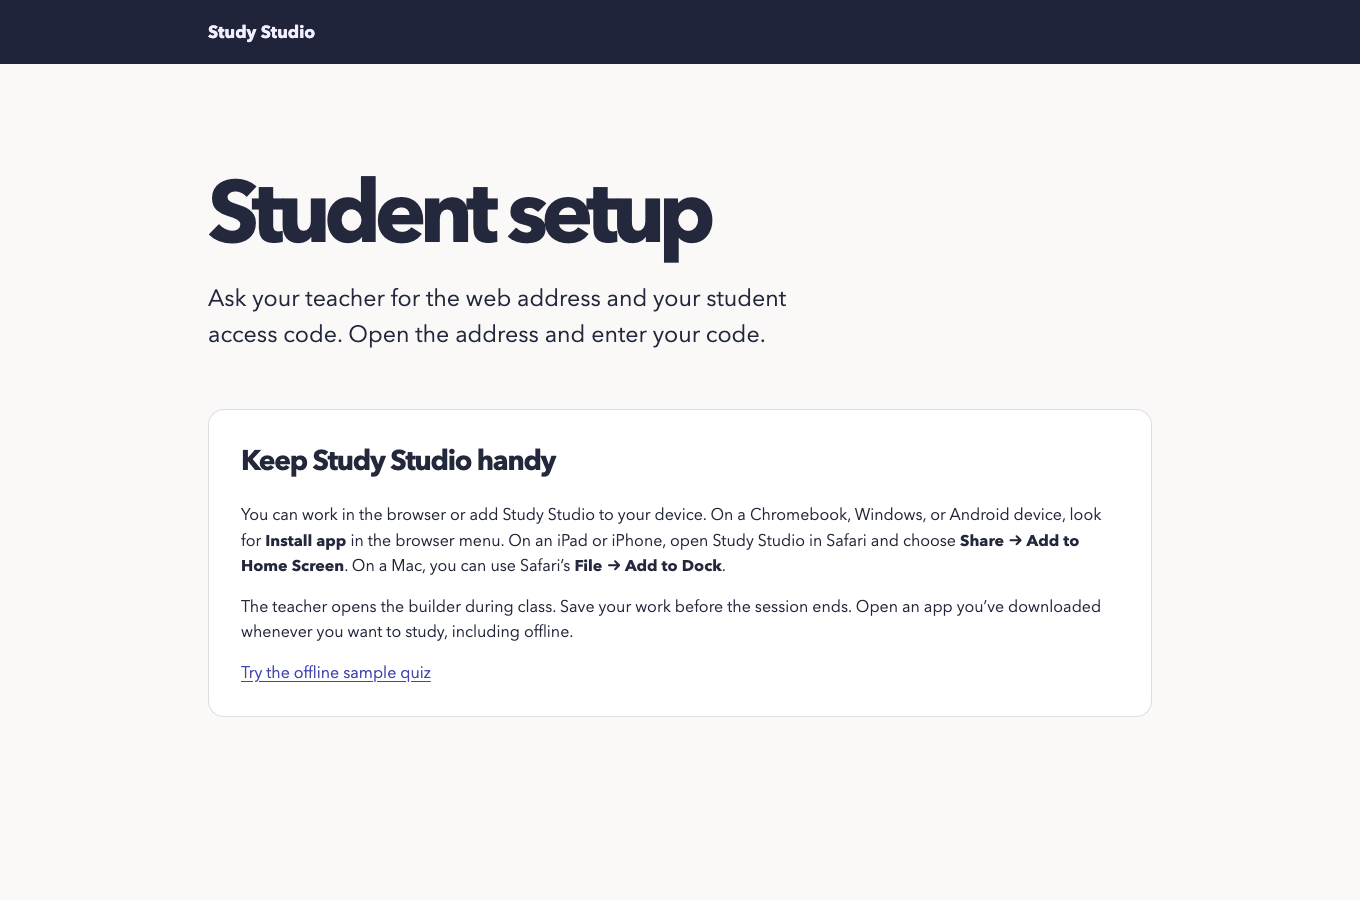 Study Studio
Student setup
Ask your teacher for the web address and your student
access code. Open the address and enter your code.
Keep Study Studio handy
You can work in the browser or add Study Studio to your device. On a Chromebook, Windows, or Android device, look
for Install app in the browser menu. On an iPad or iPhone, open Study Studio in Safari and choose Share → Add to
Home Screen. On a Mac, you can use Safari’s File → Add to Dock.
The teacher opens the builder during class. Save your work before the session ends. Open an app you’ve downloaded
whenever you want to study, including offline.
Try the offline sample quiz